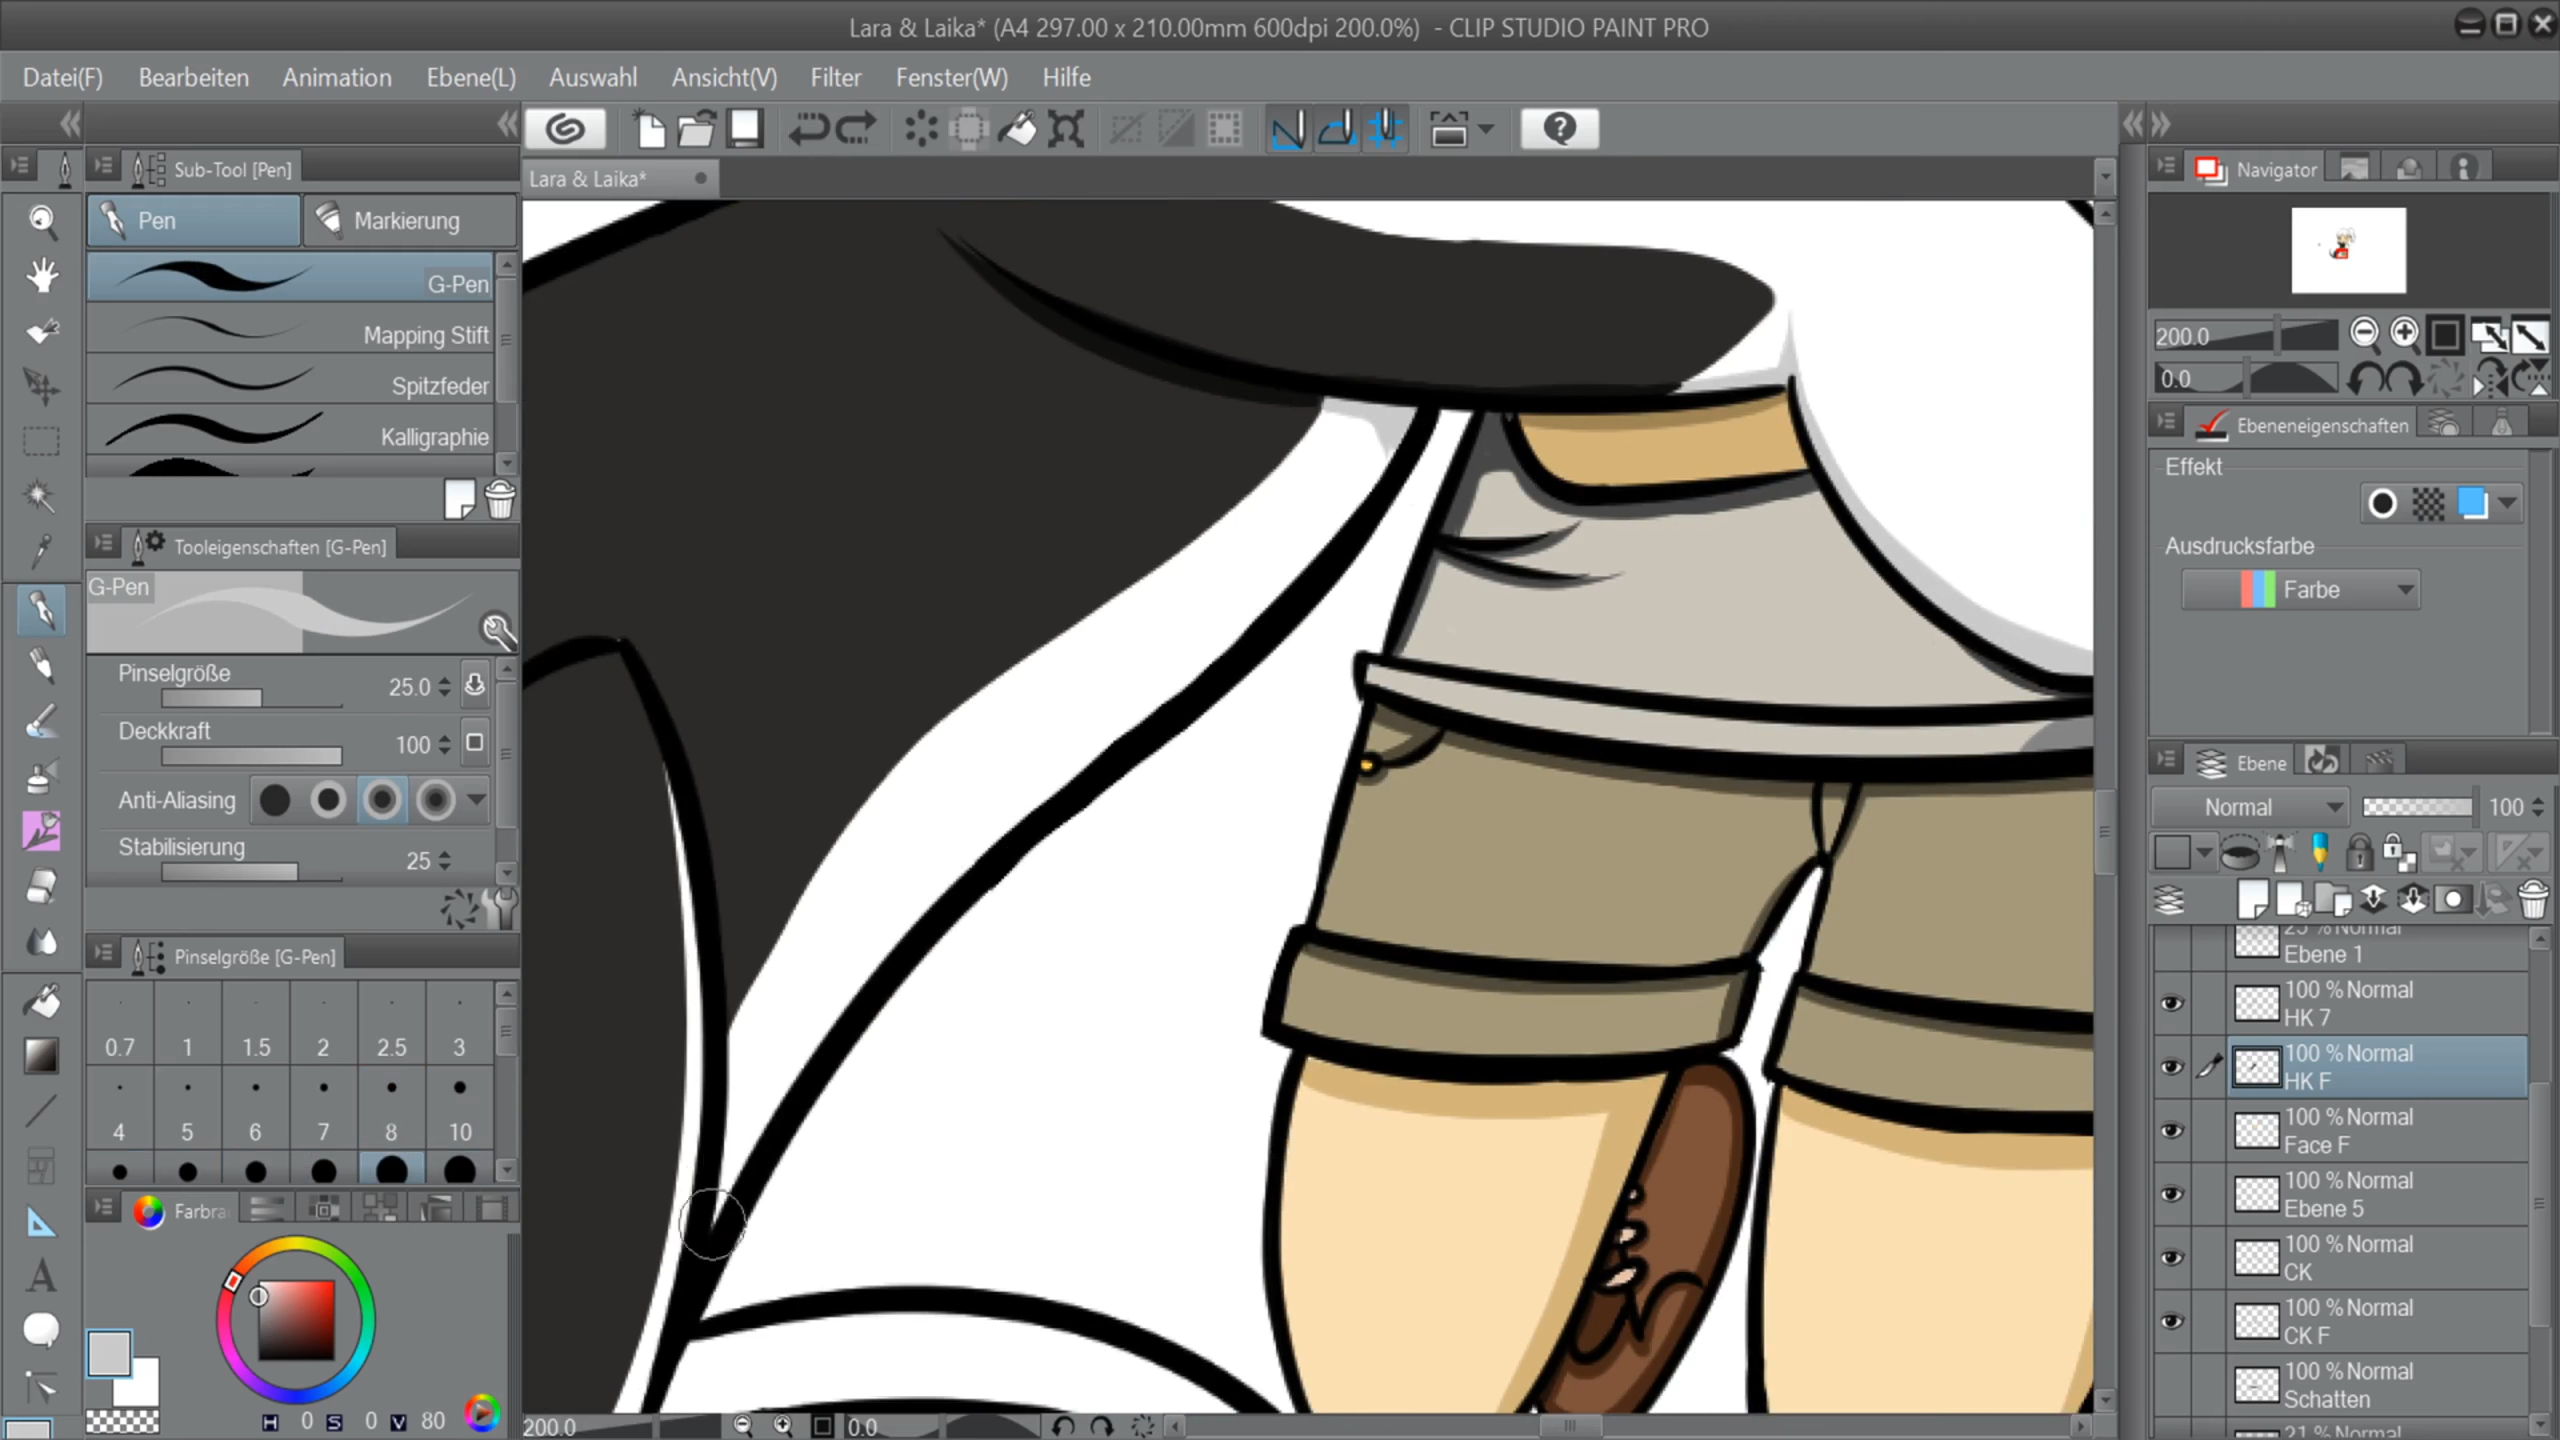 Lara & Laika* (A4 297.00 x 210.00mm 600dpi 200.0%) - CLIP STUDIO PAINT PRO
Datei(F) Bearbeiten Animation Ebene(L) Auswahl Ansicht(V) Filter Fenster(W) Hilfe
Sub-Tool [Pen]
Pen Markierung
G-Pen
Mapping Stift
Spitzfeder
Kalligraphie
Tooleigenschaften [G-Pen]
G-Pen
Pinselgröße 25.0
Deckkraft 100
Anti-Aliasing
Stabilisierung 25
Pinselgröße [G-Pen]
0.7 1 1.5 2 2.5 3
4 5 6 7 8 10
Farbra
H 0 S 0 V 80
Lara & Laika*
200.0 0.0
Navigator
200.0
0.0
Ebeneneigenschaften
Effekt
Ausdrucksfarbe
Farbe
Ebene
Normal 100
25 % Normal
Ebene 1
100 % Normal
HK 7
100 % Normal
HK F
100 % Normal
Face F
100 % Normal
Ebene 5
100 % Normal
CK
100 % Normal
CK F
100 % Normal
Schatten
21 % Normal